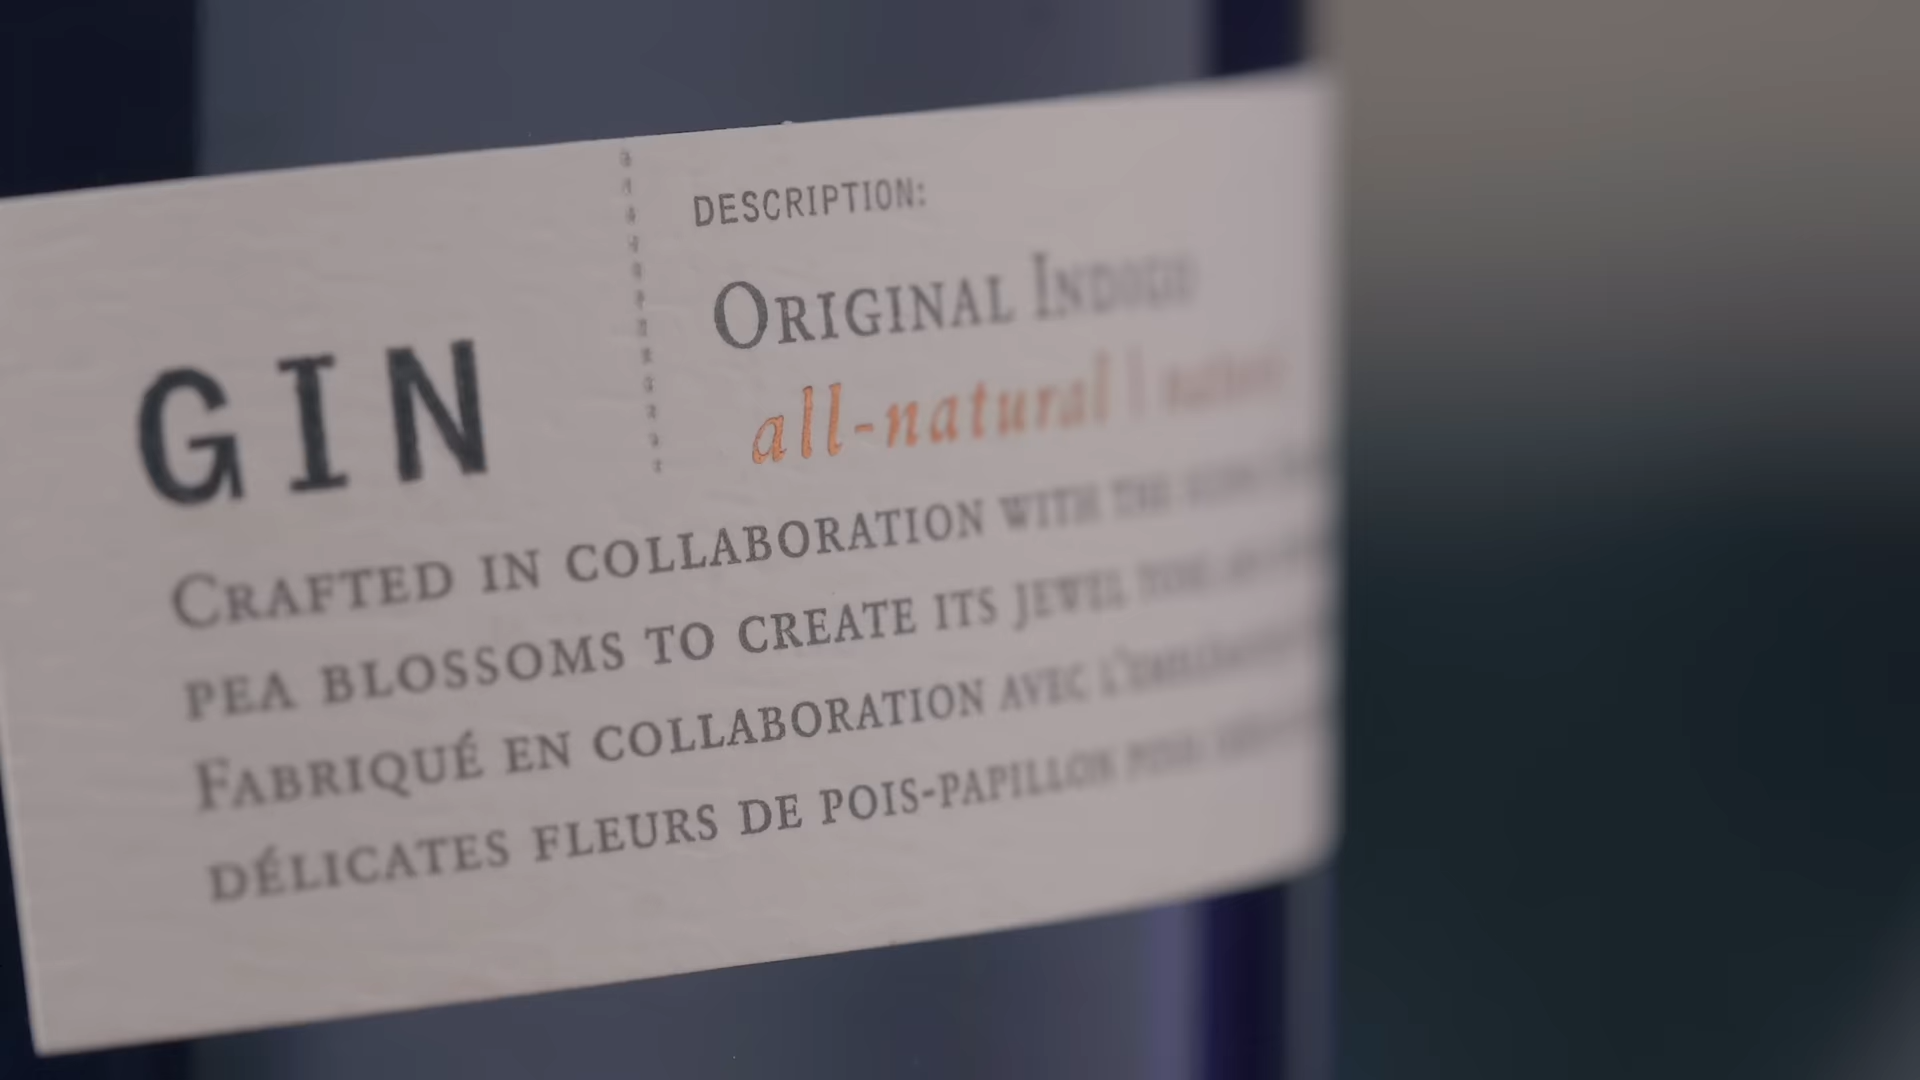 GIN
DESCRIPTION:
ORIGINAL INDIGO
all-natural |
CRAFTED IN COLLABORATION WITH THE
PEA BLOSSOMS TO CREATE ITS JEWEL
FABRIQUÉ EN COLLABORATION AVEC
DÉLICATES FLEURS DE POIS-PAPILLON